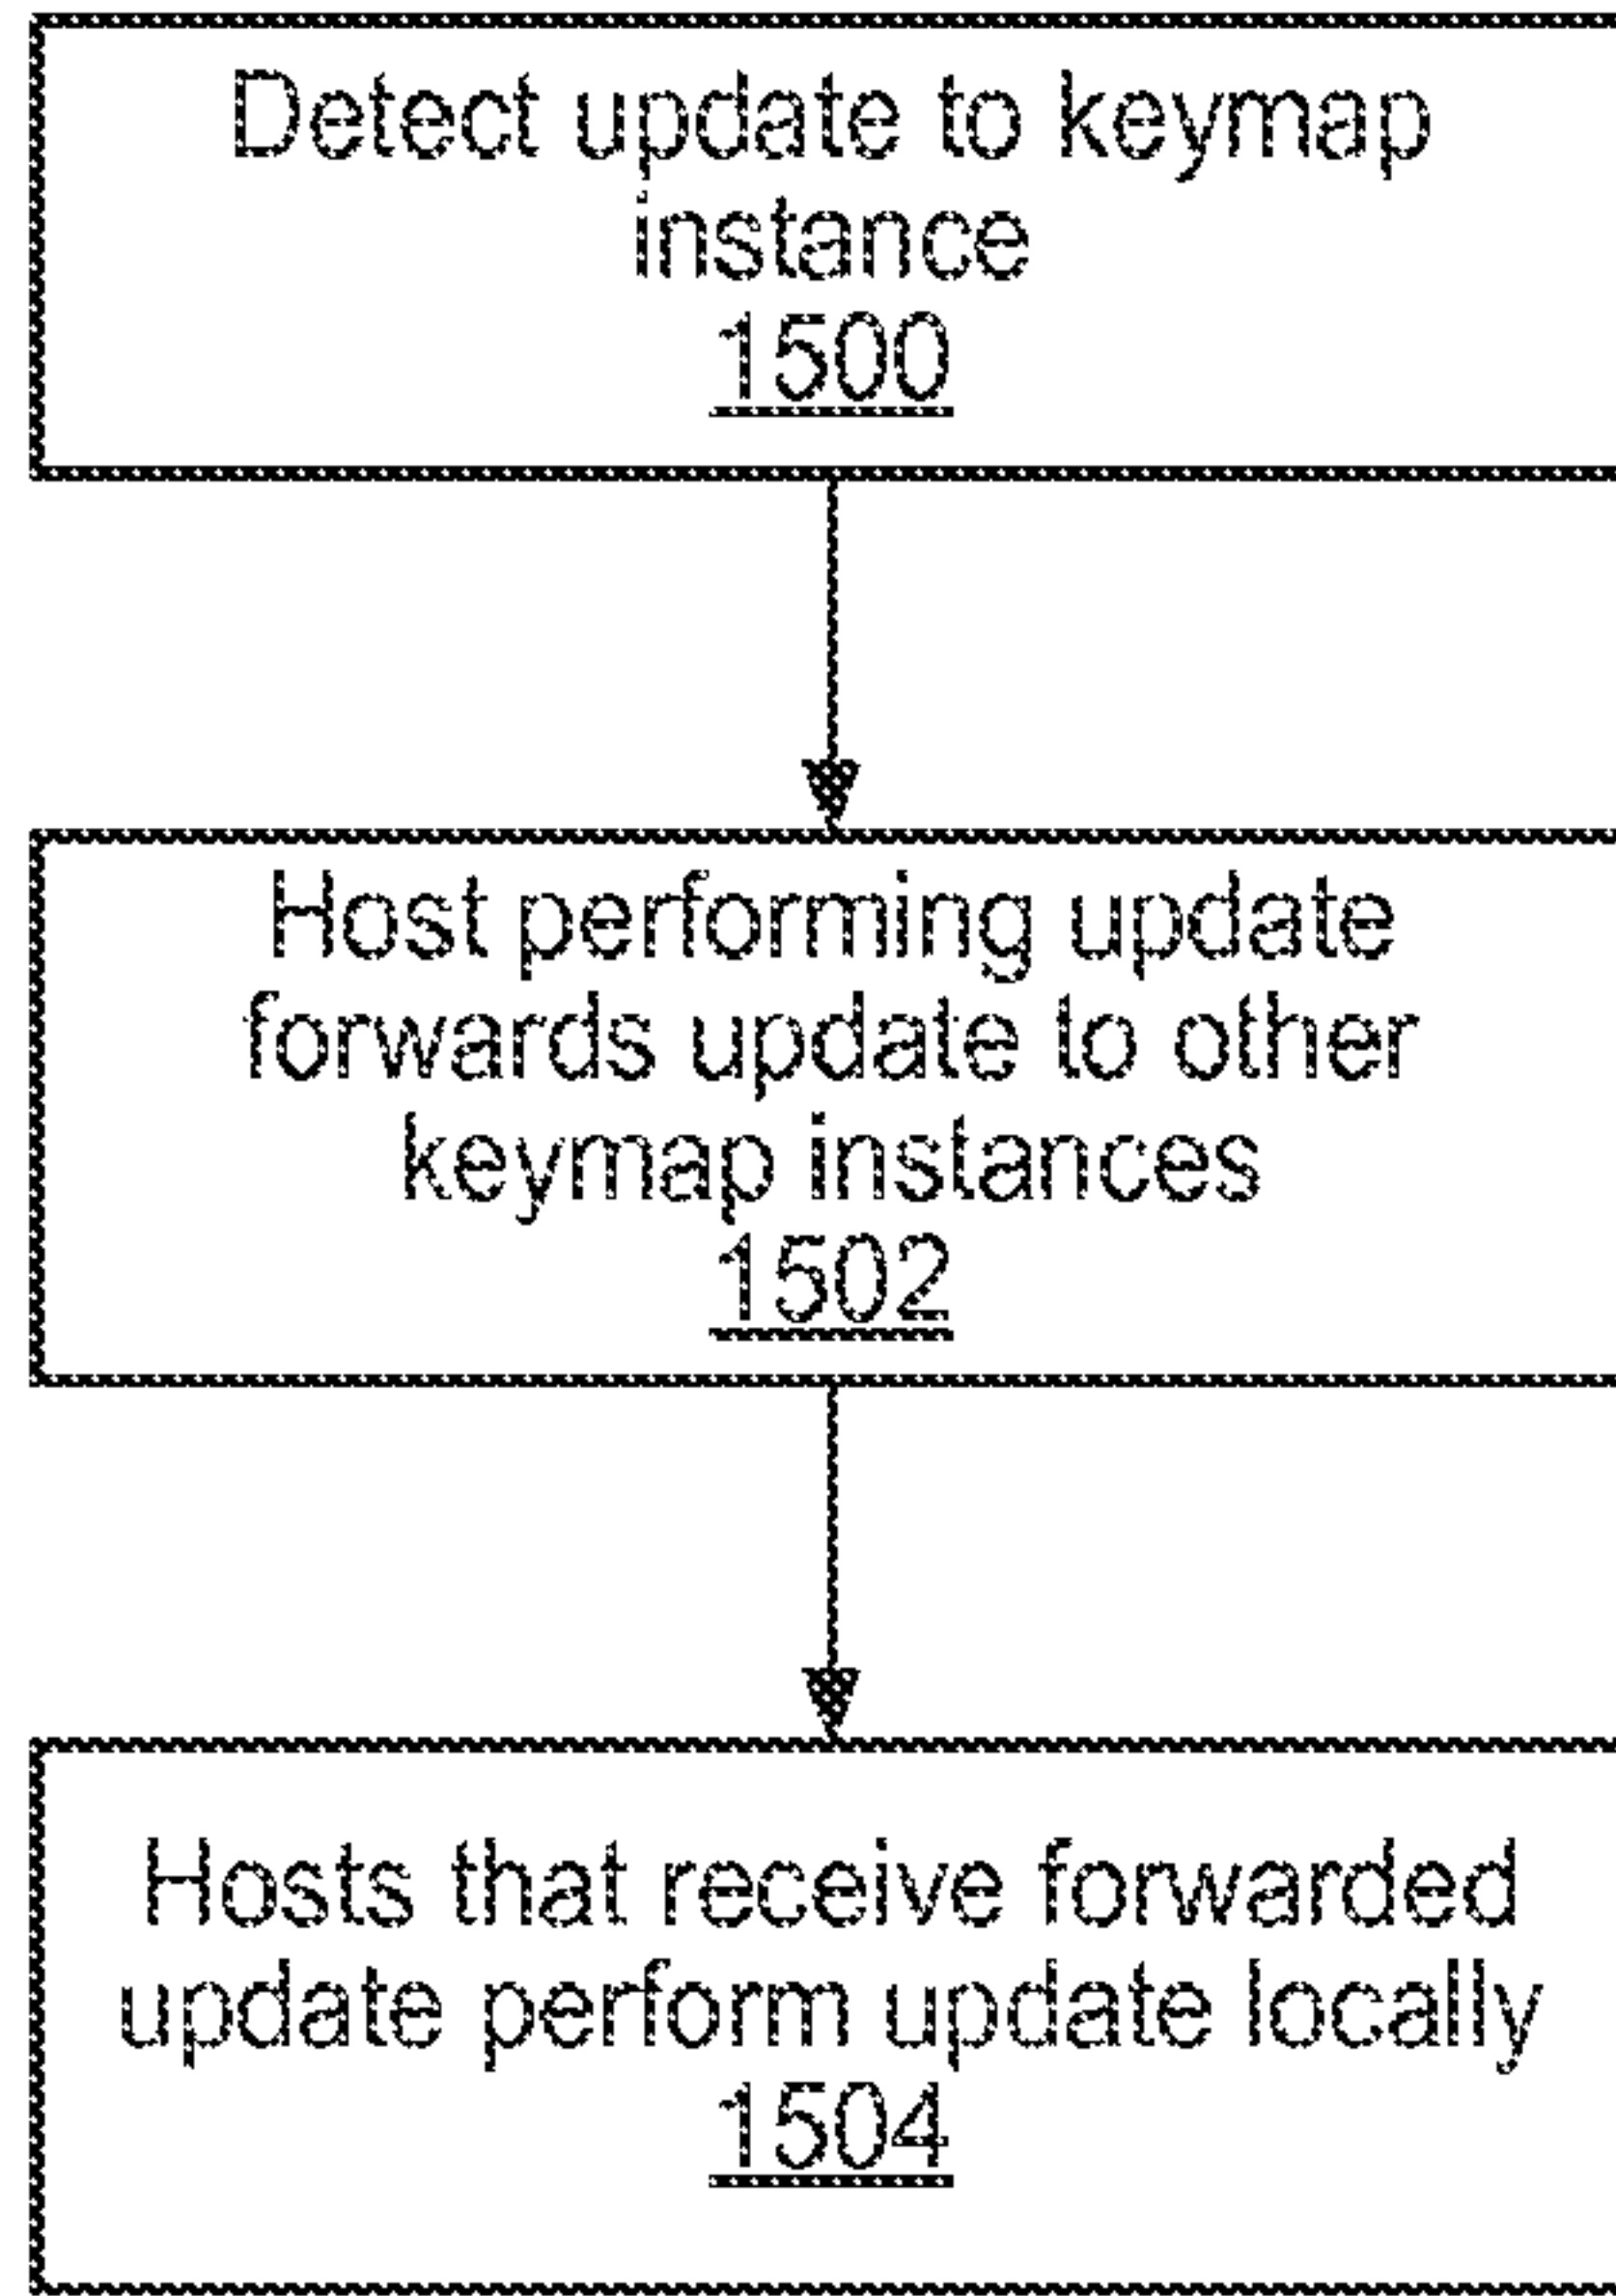 Detect update to keymap
instance
1500
Host performing update
forwards update to other
keymap instances
1502
Hosts that receive forwarded
update perform update locally
1504